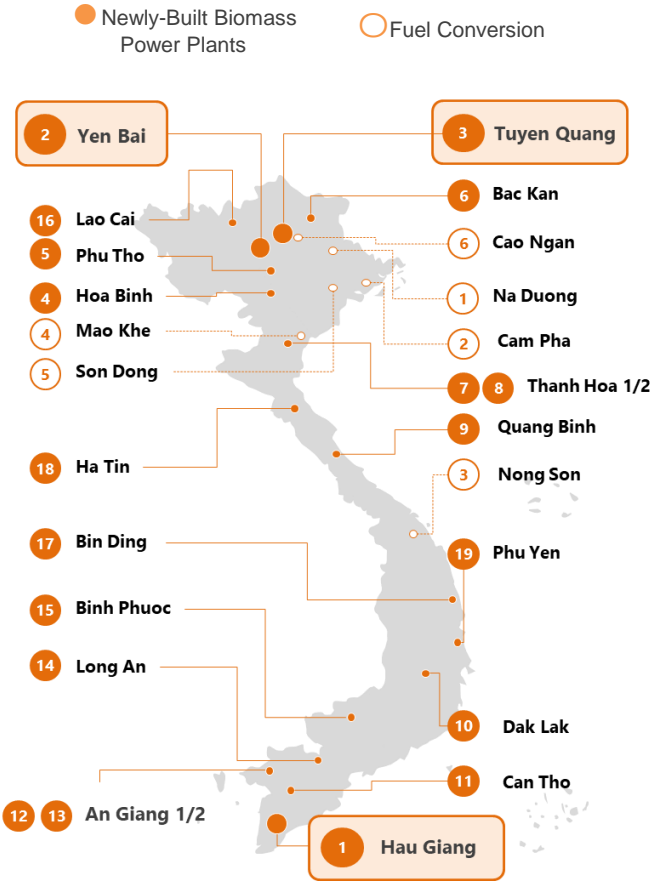 Newly-Built Biomass
Power Plants
Fuel Conversion
2 Yen Bai
3 Tuyen Quang
16 Lao Cai
6 Bac Kan
5 Phu Tho
6 Cao Ngan
4 Hoa Binh
1 Na Duong
4 Mao Khe
2 Cam Pha
5 Son Dong
7 8 Thanh Hoa 1/2
9 Quang Binh
18 Ha Tin
3 Nong Son
17 Bin Ding
19 Phu Yen
15 Binh Phuoc
14 Long An
10 Dak Lak
11 Can Tho
12 13 An Giang 1/2
1 Hau Giang